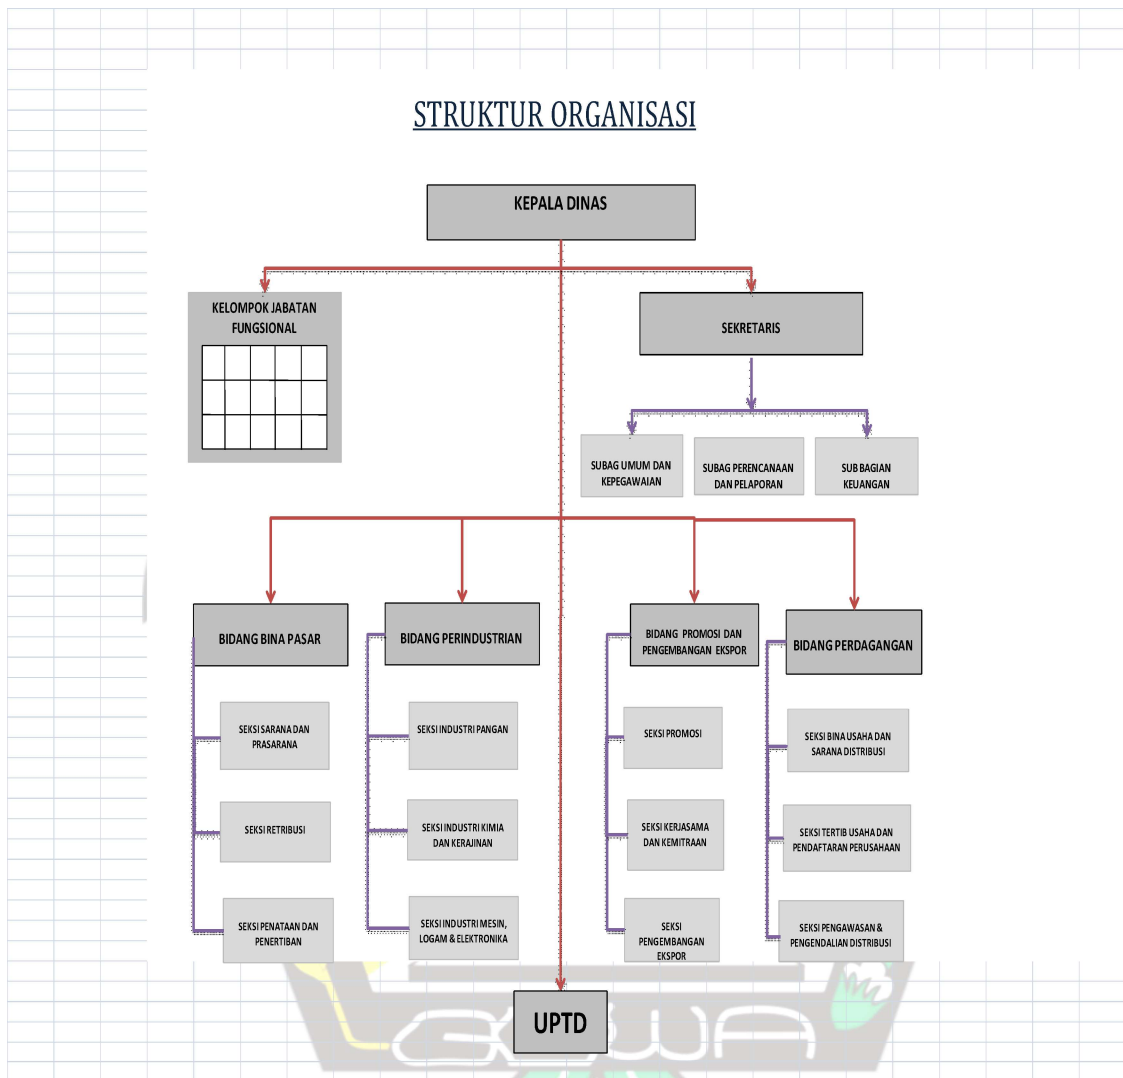 STRUKTUR ORGANISASI
KEPALA DINAS
KELOMPOK JABATAN
FUNGSIONAL
SEKRETARIS
SUBAG UMUM DAN
KEPEGAWAIAN
SUBAG PERENCANAAN
DAN PELAPORAN
SUB BAGIAN
KEUANGAN
BIDANG BINA PASAR
BIDANG PERINDUSTRIAN
BIDANG PROMOSI DAN
PENGEMBANGAN EKSPOR
BIDANG PERDAGANGAN
SEKSI SARANA DAN
PRASARANA
SEKSI INDUSTRI PANGAN
SEKSI PROMOSI
SEKSI BINA USAHA DAN
SARANA DISTRIBUSI
SEKSI RETRIBUSI
SEKSI INDUSTRI KIMIA
DAN KERAJINAN
SEKSI KERJASAMA
DAN KEMITRAAN
SEKSI TERTIB USAHA DAN
PENDAFTARAN PERUSAHAAN
SEKSI PENATAAN DAN
PENERTIBAN
SEKSI INDUSTRI MESIN,
LOGAM & ELEKTRONIKA
SEKSI
PENGEMBANGAN
EKSPOR
SEKSI PENGAWASAN &
PENGENDALIAN DISTRIBUSI
UPTD
GOWA